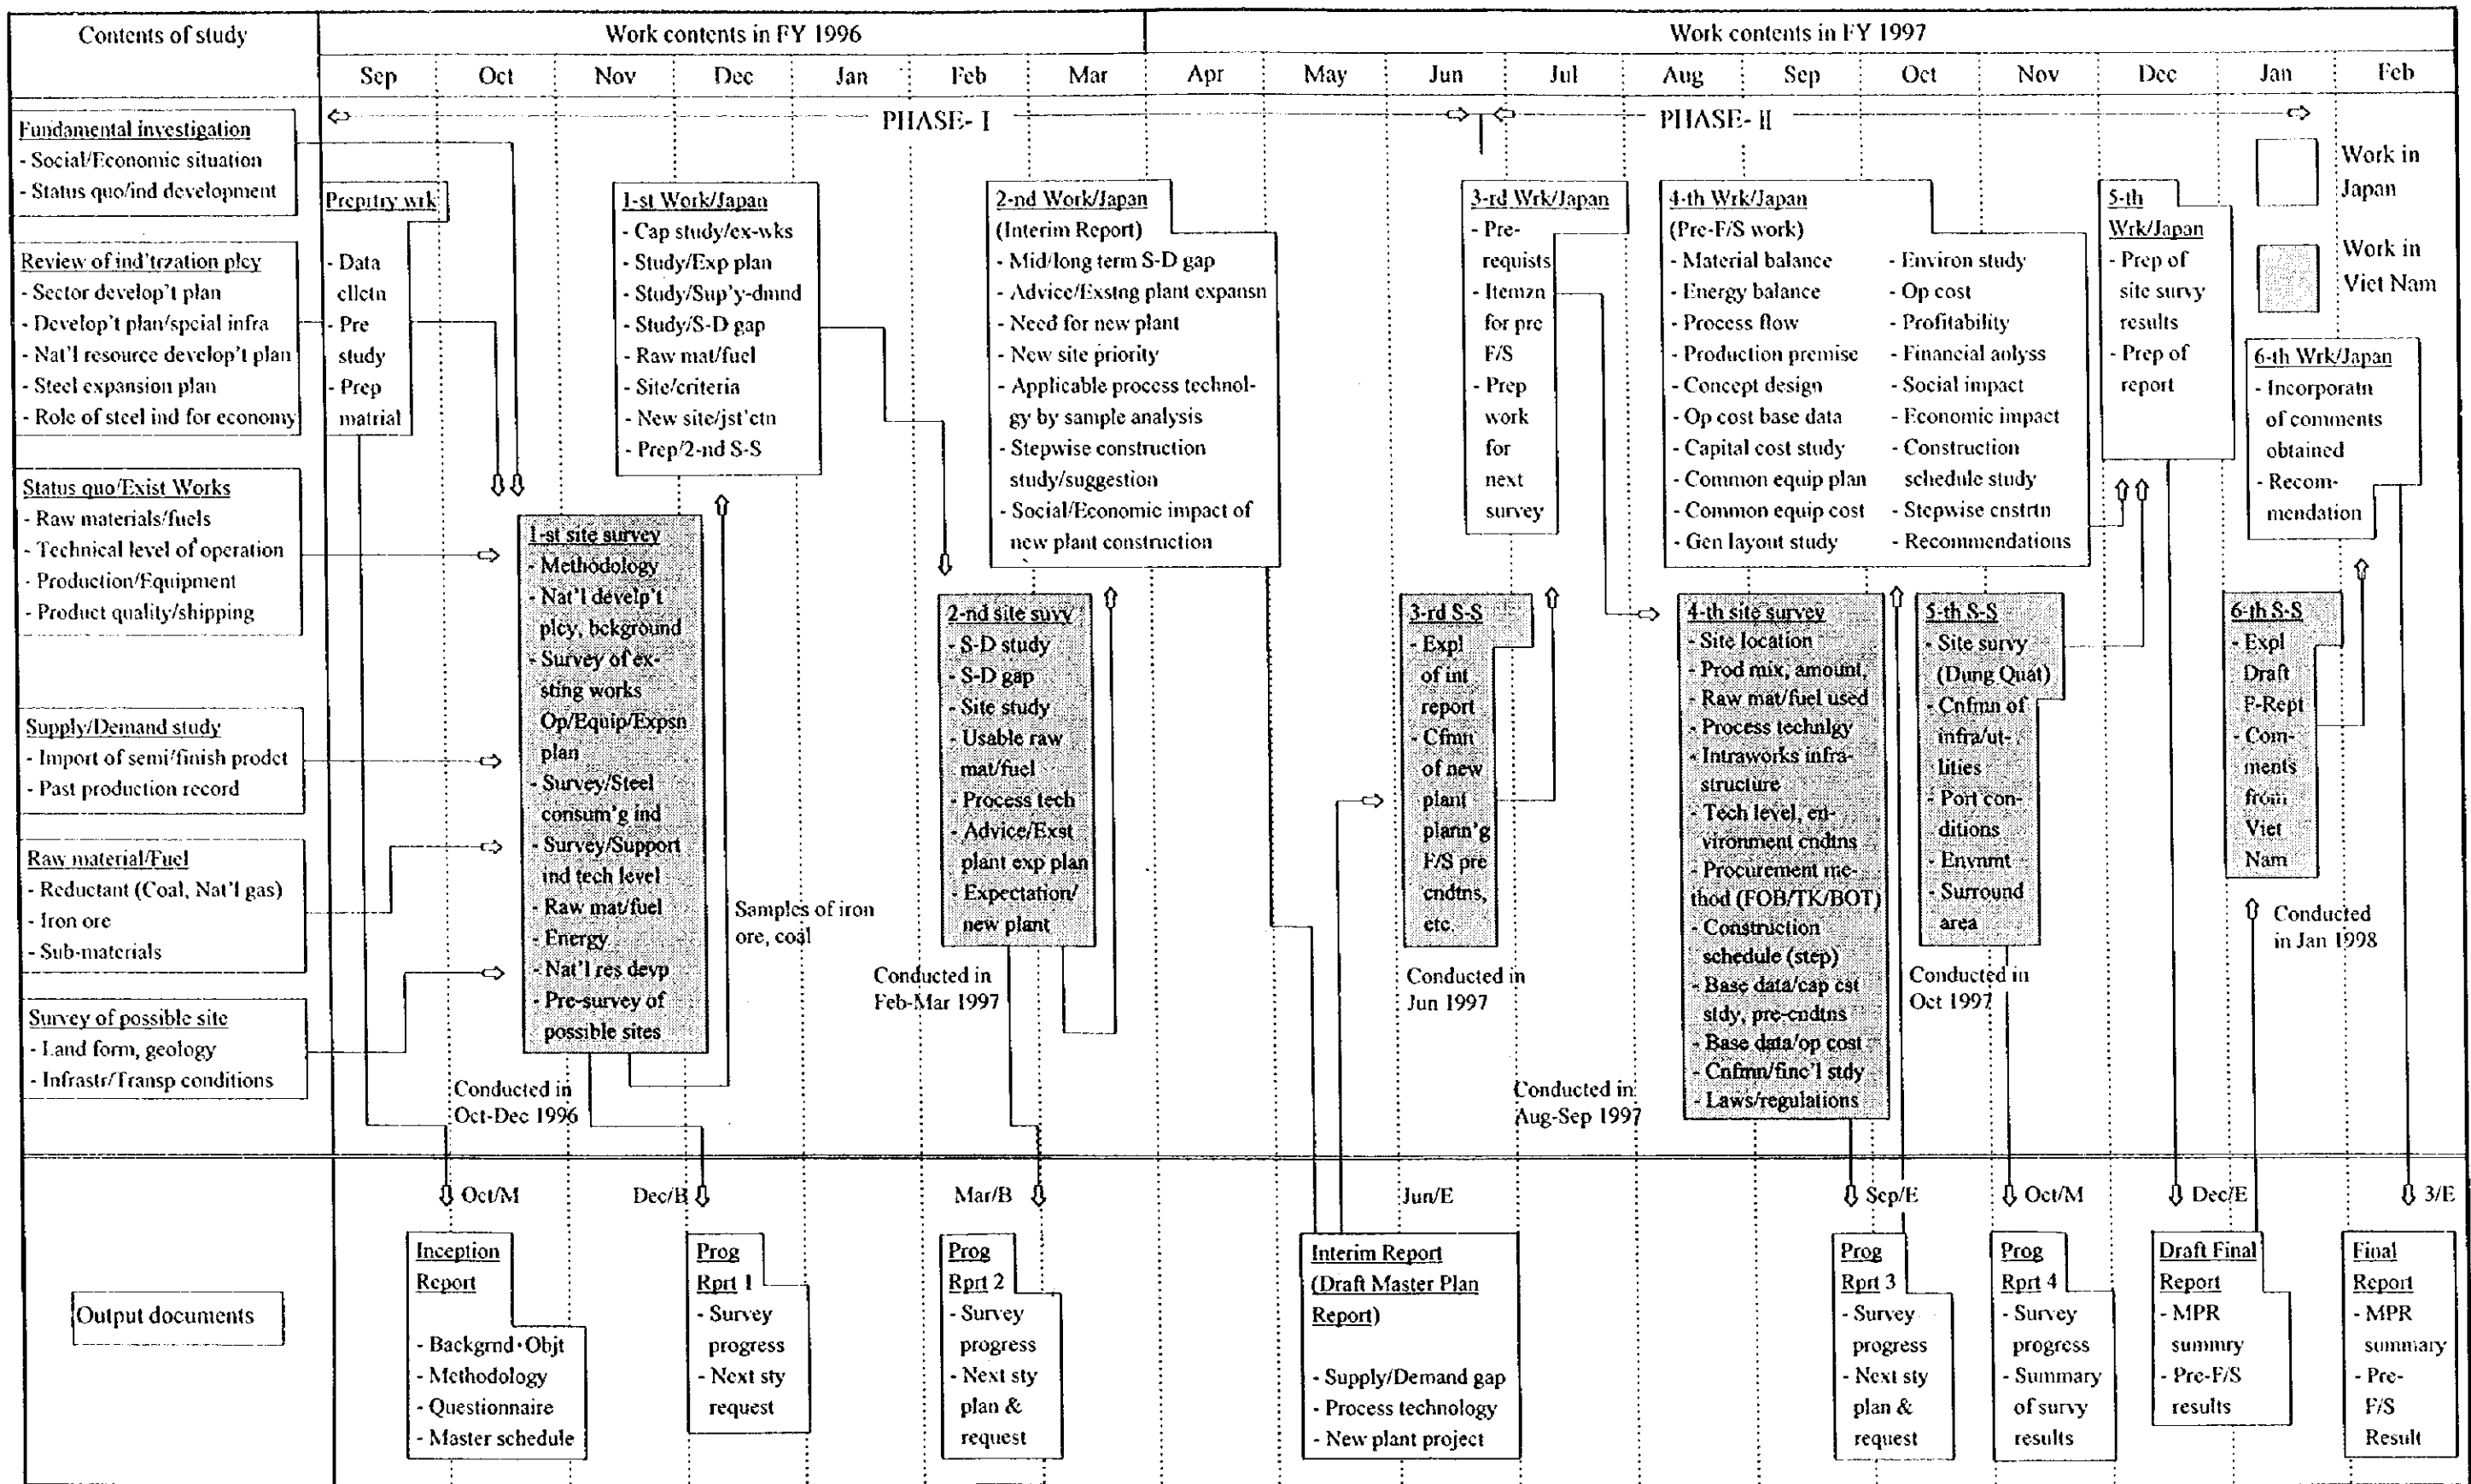 Contents of study
Work contents in FY 1996
Work contents in FY 1997
Sep
Oct
Nov
Dec
Jan
Feb
Mar
Apr
May
Jun
Jul
Aug
Sep
Oct
Nov
Dec
Jan
Feb
PHASE- I
PHASE- II
Fundamental investigation
- Social/Economic situation
- Status quo/ind development
Review of ind'trzation plcy
- Sector develop't plan
- Develop't plan/spcial infra
- Nat'l resource develop't plan
- Steel expansion plan
- Role of steel ind for economy
Status quo/Exist Works
- Raw materials/fuels
- Technical level of operation
- Production/Equipment
- Product quality/shipping
Supply/Demand study
- Import of semi/finish prodct
- Past production record
Raw material/Fuel
- Reductant (Coal, Nat'l gas)
- Iron ore
- Sub-materials
Survey of possible site
- Land form, geology
- Infrastr/Transp conditions
Prepitry wrk
- Data
cllctn
- Pre
study
- Prep
matrial
1-st Work/Japan
- Cap study/ex-wks
- Study/Exp plan
- Study/Sup'y-dmnd
- Study/S-D gap
- Raw mat/fuel
- Site/criteria
- New site/jst'ctn
- Prep/2-nd S-S
2-nd Work/Japan
(Interim Report)
- Mid/long term S-D gap
- Advice/Exstng plant expansn
- Need for new plant
- New site priority
- Applicable process technol-
gy by sample analysis
- Stepwise construction
study/suggestion
- Social/Economic impact of
new plant construction
3-rd Wrk/Japan
- Pre-
requists
- Itemzn
for pre
F/S
- Prep
work
for
next
survey
4-th Wrk/Japan
(Pre-F/S work)
- Material balance
- Energy balance
- Process flow
- Production premise
- Concept design
- Op cost base data
- Capital cost study
- Common equip plan
- Common equip cost
- Gen layout study
- Environ study
- Op cost
- Profitability
- Financial anlyss
- Social impact
- Economic impact
- Construction
schedule study
- Stepwise cnstrtn
- Recommendations
5-th
Wrk/Japan
- Prep of
site survy
results
- Prep of
report
Work in
Japan
Work in
Viet Nam
6-th Wrk/Japan
- Incorporatn
of comments
obtained
- Recom-
mendation
1-st site survey
- Methodology
- Nat'l develp't
plcy, bckground
- Survey of ex-
sting works
Op/Equip/Expsn
plan
- Survey/Steel
consum'g ind
- Survey/Support
ind tech level
- Raw mat/fuel
- Energy
- Nat'l res devp
- Pre-survey of
possible sites
Conducted in
Oct-Dec 1996
Samples of iron
ore, coal
2-nd site suvy
- S-D study
- S-D gap
- Site study
- Usable raw
mat/fuel
- Process tech
- Advice/Exst
plant exp plan
- Expectation/
new plant
Conducted in
Feb-Mar 1997
3-rd S-S
- Expl
of int
report
- Cfmn
of new
plant
plann'g
F/S pre
cndtns,
etc.
Conducted in
Jun 1997
4-th site survey
- Site location
- Prod mix, amount,
- Raw mat/fuel used
- Process technlgy
- Intraworks infra-
structure
- Tech level, en-
vironment cndtns
- Procurement me-
thod (FOB/TK/BOT)
- Construction
schedule (step)
- Base data/cap cst
stdy, pre-cndtns
- Base data/op cost
- Cnfmn/finc'l stdy
- Laws/regulations
Conducted in
Aug-Sep 1997
5-th S-S
- Site survy
(Dung Quat)
- Cnfmn of
infra/ut-
lities
- Port con-
ditions
- Envnmt
- Surround
area
Conducted in
Oct 1997
6-th S-S
- Expl
Draft
F-Rept
- Com-
ments
from
Viet
Nam
Conducted
in Jan 1998
Oct/M
Dec/B
Mar/B
Jun/E
Sep/E
Oct/M
Dec/E
3/E
Output documents
Inception
Report
- Backgrnd·Objt
- Methodology
- Questionnaire
- Master schedule
Prog
Rprt 1
- Survey
progress
- Next sty
request
Prog
Rprt 2
- Survey
progress
- Next sty
plan &
request
Interim Report
(Draft Master Plan
Report)
- Supply/Demand gap
- Process technology
- New plant project
Prog
Rprt 3
- Survey
progress
- Next sty
plan &
request
Prog
Rprt 4
- Survey
progress
- Summary
of survy
results
Draft Final
Report
- MPR
summry
- Pre-F/S
results
Final
Report
- MPR
summary
- Pre-
F/S
Result